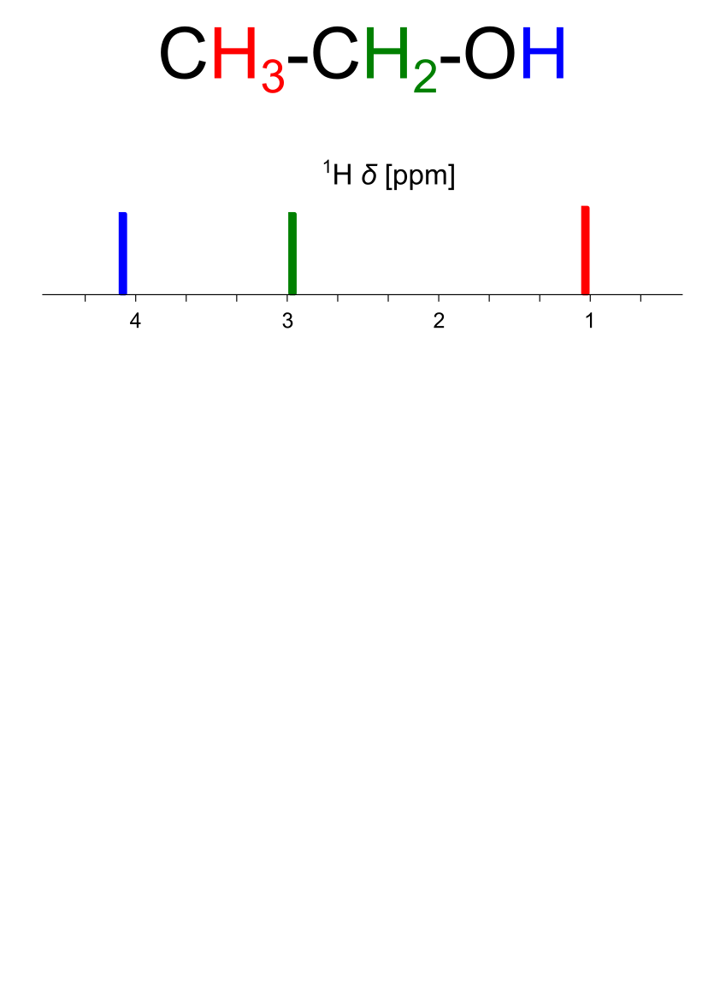 CH₃-CH₂-OH
¹H δ [ppm]
4 3 2 1